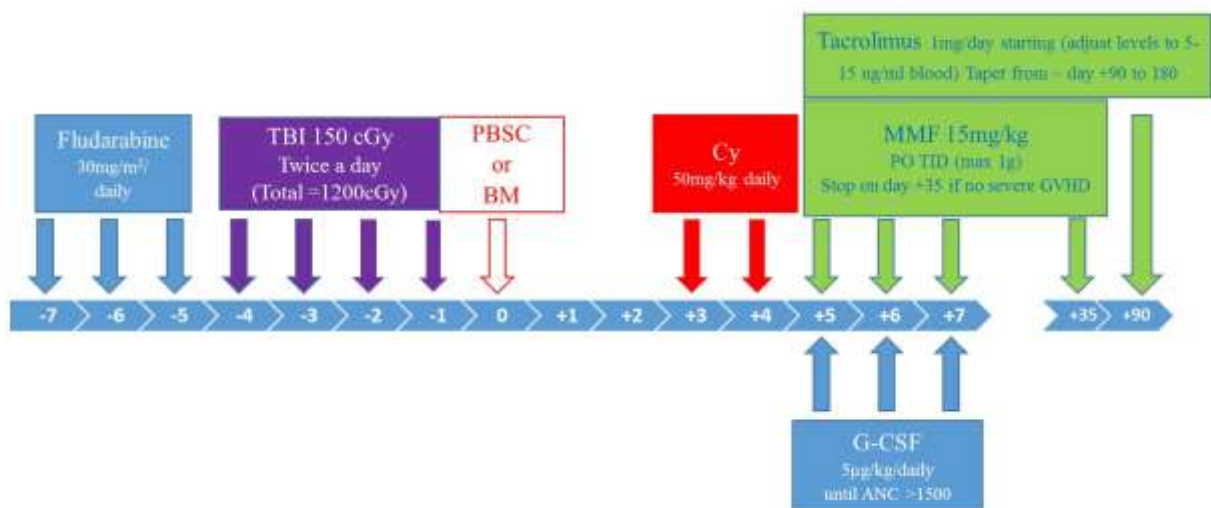 Tacrolimus 1mg/day starting (adjust levels to 5-
15 ng/ml blood) Taper from – day +90 to 180
Fludarabine
30mg/m²/
daily
TBI 150 cGy
Twice a day
(Total =1200cGy)
PBSC
or
BM
Cy
50mg/kg daily
MMF 15mg/kg
PO TID (max 1g)
Stop on day +35 if no severe GVHD
-7 -6 -5 -4 -3 -2 -1 0 +1 +2 +3 +4 +5 +6 +7 +35 +90
G-CSF
5µg/kg/daily
until ANC >1500